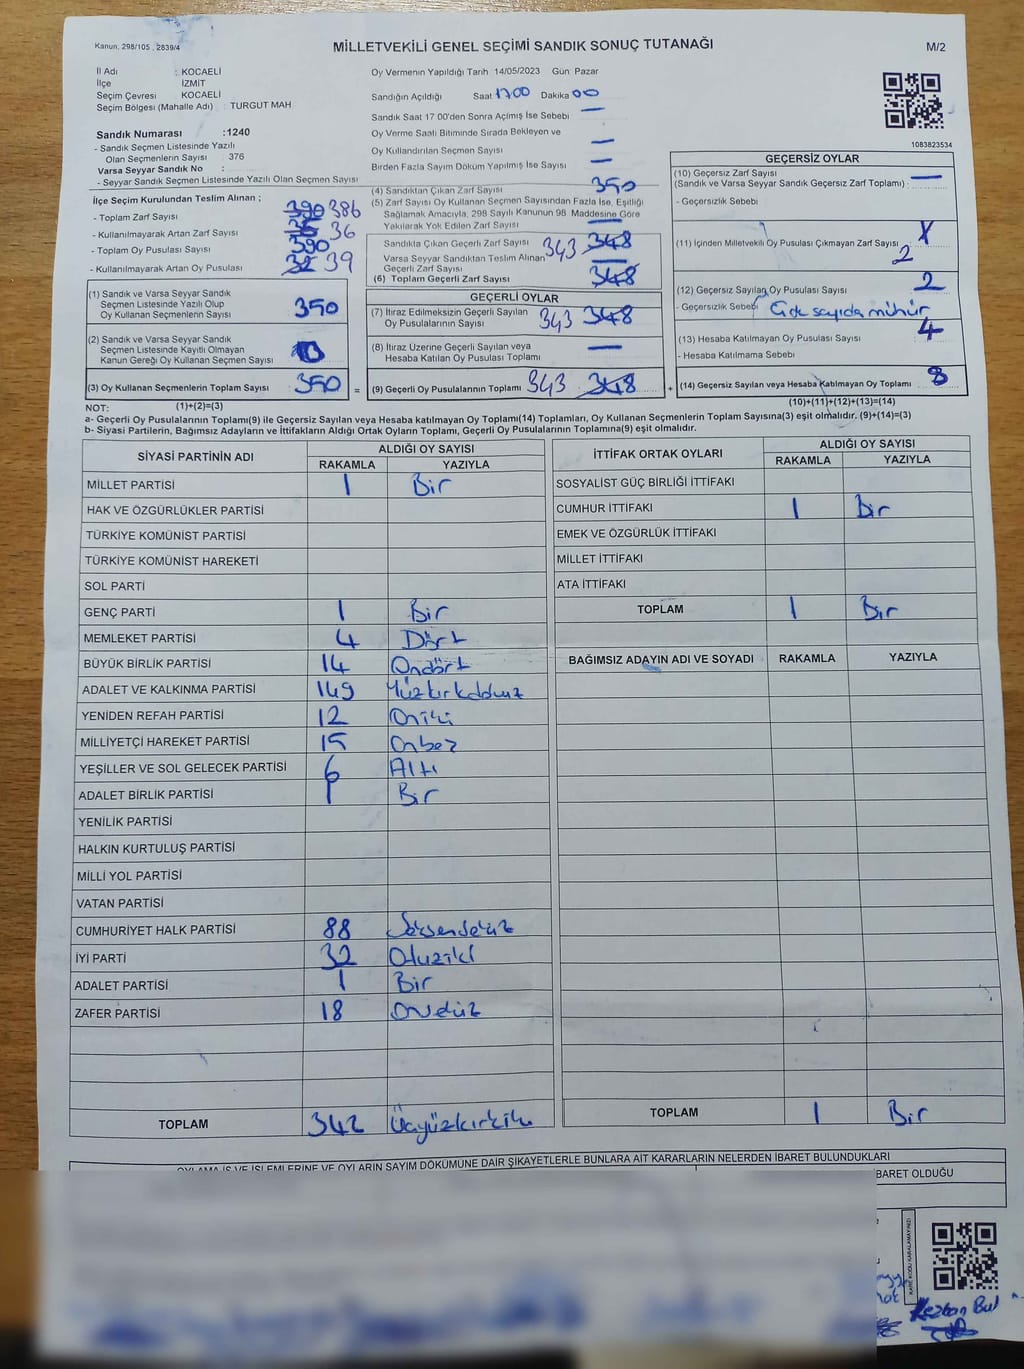 Kanun, 298/105 , 2839/4
MİLLETVEKİLİ GENEL SEÇİMİ SANDIK SONUÇ TUTANAĞI
M/2
İl Adı : KOCAELİ
İlçe İZMİT
Seçim Çevresi : KOCAELİ
Seçim Bölgesi (Mahalle Adı) : TURGUT MAH
Sandık Numarası :1240
- Sandık Seçmen Listesinde Yazılı
Olan Seçmenlerin Sayısı : 376
Varsa Seyyar Sandık No :
- Seyyar Sandık Seçmen Listesinde Yazılı Olan Seçmen Sayısı
Oy Vermenin Yapıldığı Tarih 14/05/2023 Gün Pazar
Sandığın Açıldığı Saat 1700 Dakika 00
Sandık Saat 17:00'den Sonra Açılmış İse Sebebi —
Oy Verme Saati Bitiminde Sırada Bekleyen ve
Oy Kullandırılan Seçmen Sayısı —
Birden Fazla Sayım Döküm Yapılmış İse Sayısı —
1083823534
İlçe Seçim Kurulundan Teslim Alınan ;
- Toplam Zarf Sayısı 390 386
- Kullanılmayarak Artan Zarf Sayısı 36
- Toplam Oy Pusulası Sayısı 390
- Kullanılmayarak Artan Oy Pusulası 39
(4) Sandıktan Çıkan Zarf Sayısı 350
(5) Zarf Sayısı Oy Kullanan Seçmen Sayısından Fazla İse, Eşitliği
Sağlamak Amacıyla, 298 Sayılı Kanunun 98. Maddesine Göre
Yakılarak Yok Edilen Zarf Sayısı
Sandıkta Çıkan Geçerli Zarf Sayısı 343 348
Varsa Seyyar Sandıktan Teslim Alınan
Geçerli Zarf Sayısı —
(6) Toplam Geçerli Zarf Sayısı 348
GEÇERSİZ OYLAR
(10) Geçersiz Zarf Sayısı —
(Sandık ve Varsa Seyyar Sandık Geçersiz Zarf Toplamı)
- Geçersizlik Sebebi
(11) İçinden Milletvekili Oy Pusulası Çıkmayan Zarf Sayısı 2
(12) Geçersiz Sayılan Oy Pusulası Sayısı 2
- Geçersizlik Sebebi sayıda mühür
(13) Hesaba Katılmayan Oy Pusulası Sayısı 4
- Hesaba Katılmama Sebebi
(14) Geçersiz Sayılan veya Hesaba Katılmayan Oy Toplamı 8
(10)+(11)+(12)+(13)=(14)
(1) Sandık ve Varsa Seyyar Sandık
Seçmen Listesinde Yazılı Olup
Oy Kullanan Seçmenlerin Sayısı 350
(2) Sandık ve Varsa Seyyar Sandık
Seçmen Listesinde Kayıtlı Olmayan
Kanun Gereği Oy Kullanan Seçmen Sayısı
(3) Oy Kullanan Seçmenlerin Toplam Sayısı 350 =
GEÇERLİ OYLAR
(7) İtiraz Edilmeksizin Geçerli Sayılan
Oy Pusulalarının Sayısı 343 348
(8) İtiraz Üzerine Geçerli Sayılan veya
Hesaba Katılan Oy Pusulası Toplamı —
(9) Geçerli Oy Pusulalarının Toplamı 343 348 +
NOT: (1)+(2)=(3)
a- Geçerli Oy Pusulalarının Toplamı(9) ile Geçersiz Sayılan veya Hesaba katılmayan Oy Toplamı(14) Toplamları, Oy Kullanan Seçmenlerin Toplam Sayısına(3) eşit olmalıdır. (9)+(14)=(3)
b- Siyasi Partilerin, Bağımsız Adayların ve İttifakların Aldığı Ortak Oyların Toplamı, Geçerli Oy Pusulalarının Toplamına(9) eşit olmalıdır.
SİYASİ PARTİNİN ADI ALDIĞI OY SAYISI
RAKAMLA YAZIYLA
MİLLET PARTİSİ 1 Bir
HAK VE ÖZGÜRLÜKLER PARTİSİ
TÜRKİYE KOMÜNİST PARTİSİ
TÜRKİYE KOMÜNİST HAREKETİ
SOL PARTİ
GENÇ PARTİ 1 Bir
MEMLEKET PARTİSİ 4 Dört
BÜYÜK BİRLİK PARTİSİ 14 Ondört
ADALET VE KALKINMA PARTİSİ 149 Yüzkırkdokuz
YENİDEN REFAH PARTİSİ 12 Oniki
MİLLİYETÇİ HAREKET PARTİSİ 15 Onbeş
YEŞİLLER VE SOL GELECEK PARTİSİ 6 Altı
ADALET BİRLİK PARTİSİ 1 Bir
YENİLİK PARTİSİ
HALKIN KURTULUŞ PARTİSİ
MİLLİ YOL PARTİSİ
VATAN PARTİSİ
CUMHURİYET HALK PARTİSİ 88 Seksensekiz
İYİ PARTİ 32 Otuziki
ADALET PARTİSİ 1 Bir
ZAFER PARTİSİ 18
TOPLAM 342 Üçyüzkırkiki
İTTİFAK ORTAK OYLARI ALDIĞI OY SAYISI
RAKAMLA YAZIYLA
SOSYALİST GÜÇ BİRLİĞİ İTTİFAKI
CUMHUR İTTİFAKI 1 Bir
EMEK VE ÖZGÜRLÜK İTTİFAKI
MİLLET İTTİFAKI
ATA İTTİFAKI
TOPLAM 1 Bir
BAĞIMSIZ ADAYIN ADI VE SOYADI RAKAMLA YAZIYLA
TOPLAM 1 Bir
OYLAMA İŞ VE İŞLEMLERİNE VE OYLARIN SAYIM DÖKÜMÜNE DAİR ŞİKAYETLERLE BUNLARA AİT KARARLARIN NELERDEN İBARET BULUNDUKLARI
İBARET OLDUĞU